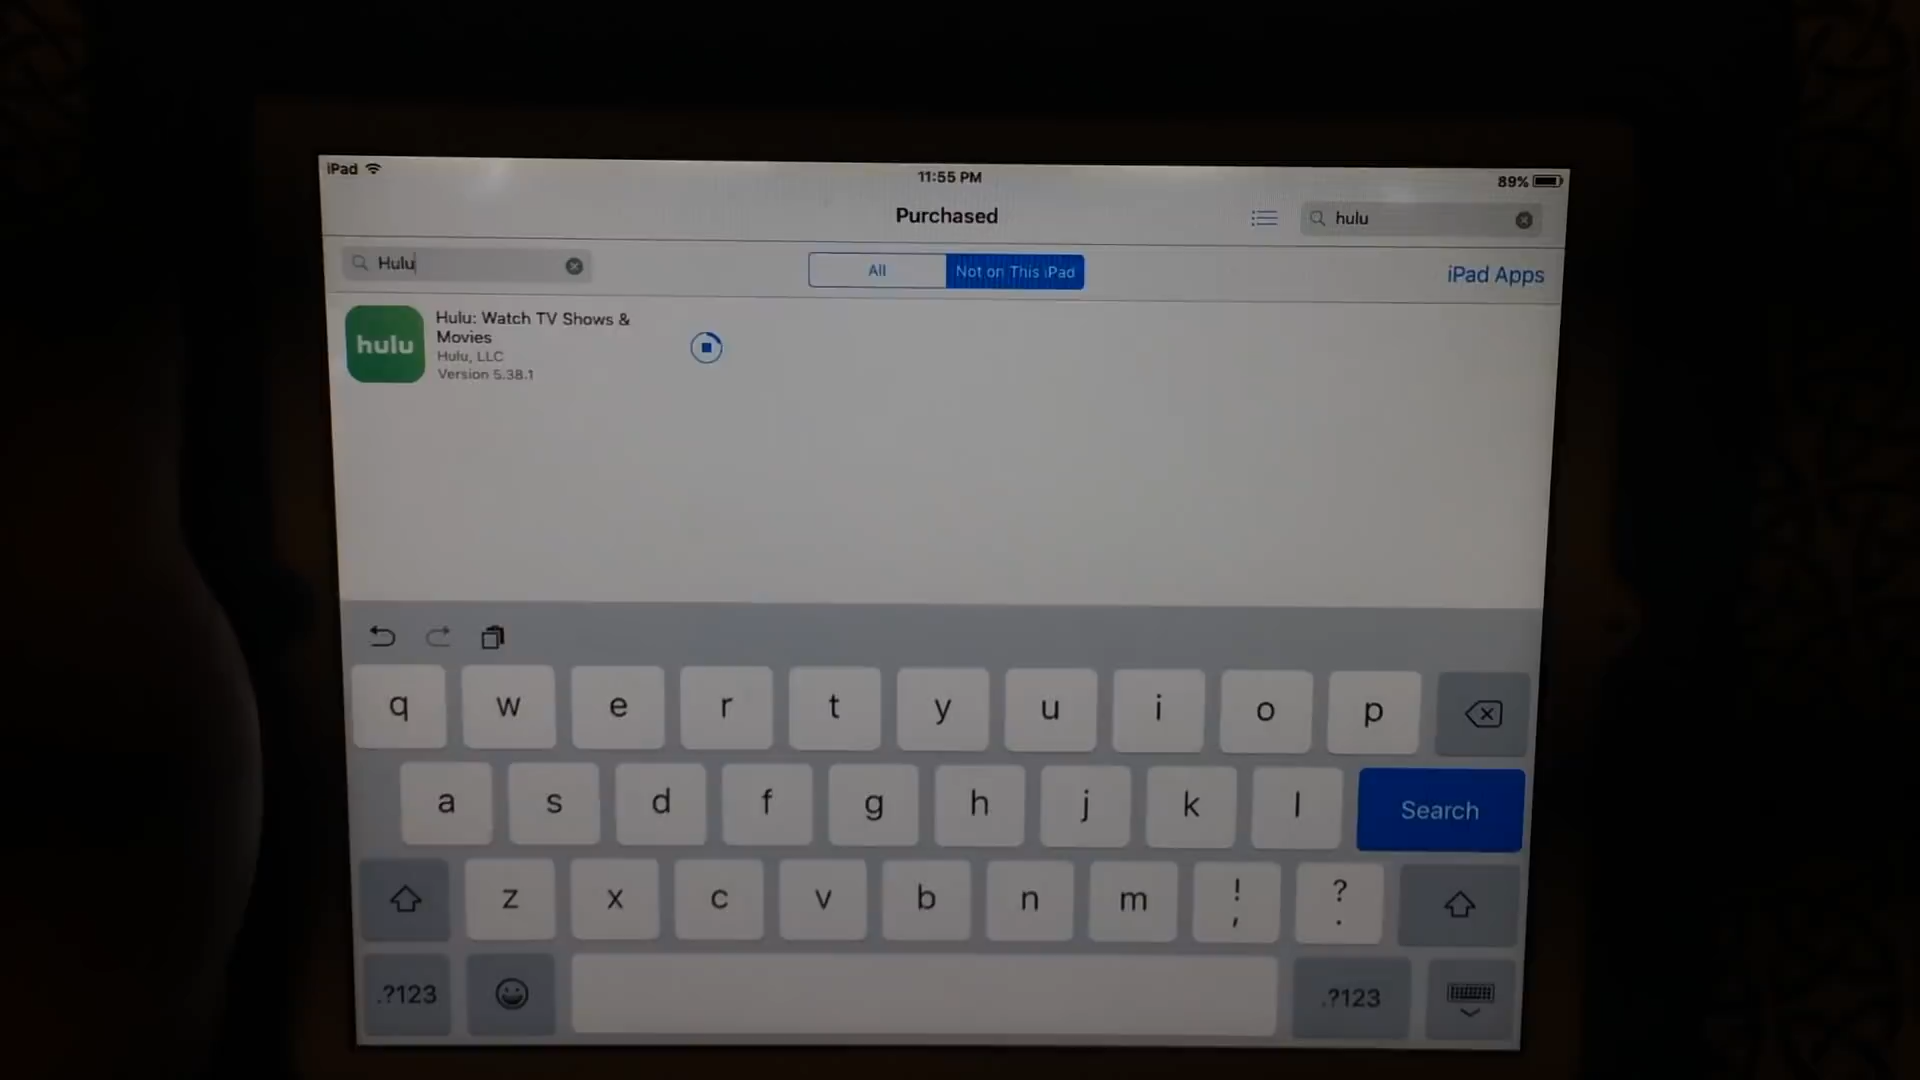 iPad
11:55 PM
89%
Purchased
hulu
Hulu
All
Not on This iPad
iPad Apps
hulu
Hulu: Watch TV Shows &
Movies
Hulu, LLC
Version 5.38.1
q w e r t y u i o p
a s d f g h j k l Search
z x c v b n m ! , ? .
.?123 .?123